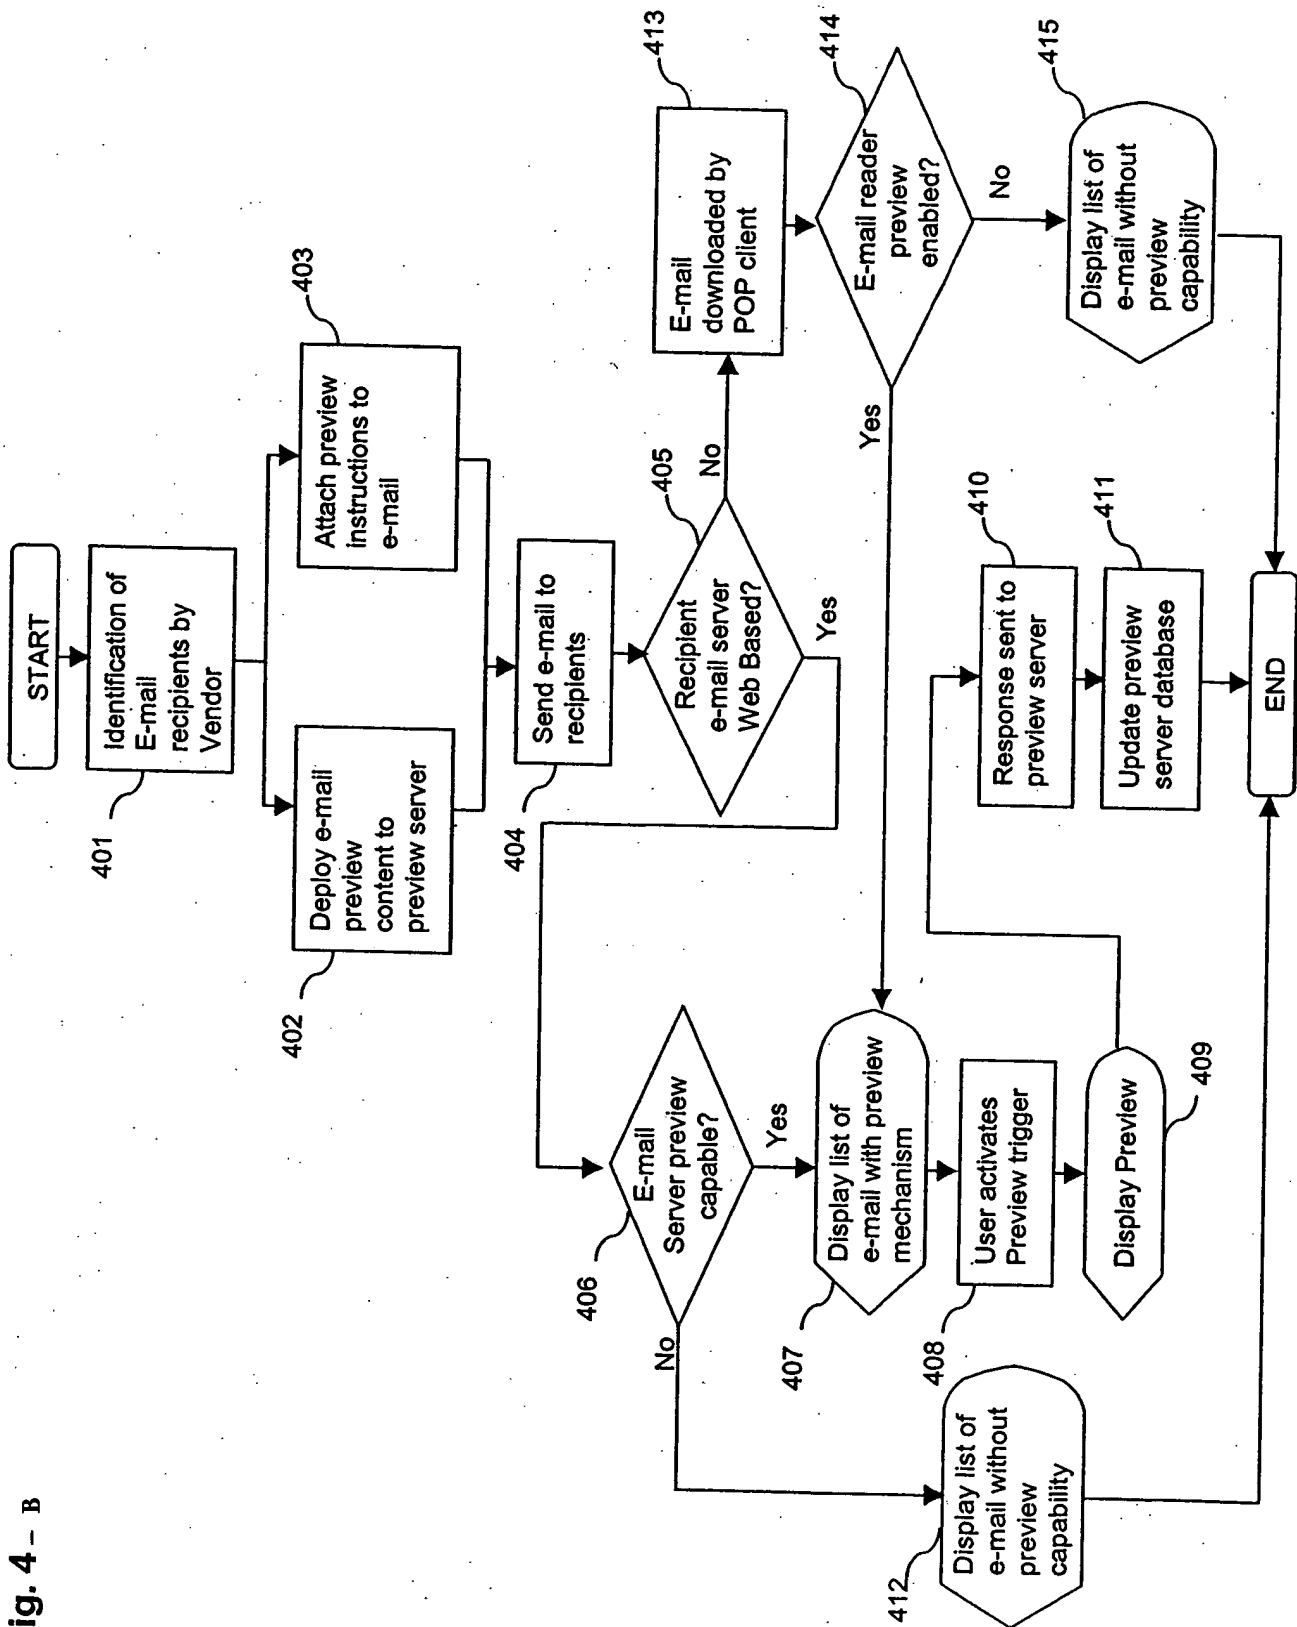 ig. 4 - B
START
401
Identification of
E-mail
recipients by
Vendor
402
Deploy e-mail
preview
content to
preview server
403
Attach preview
instructions to
e-mail
404
Send e-mail to
recipients
405
Recipient
e-mail server
Web Based?
No
Yes
406
E-mail
Server preview
capable?
No
Yes
407
Display list of
e-mail with preview
mechanism
408
User activates
Preview trigger
409
Display Preview
410
Response sent to
preview server
411
Update preview
server database
412
Display list of
e-mail without
preview
capability
413
E-mail
downloaded by
POP client
414
E-mail reader
preview
enabled?
Yes
No
415
Display list of
e-mail without
preview
capability
END